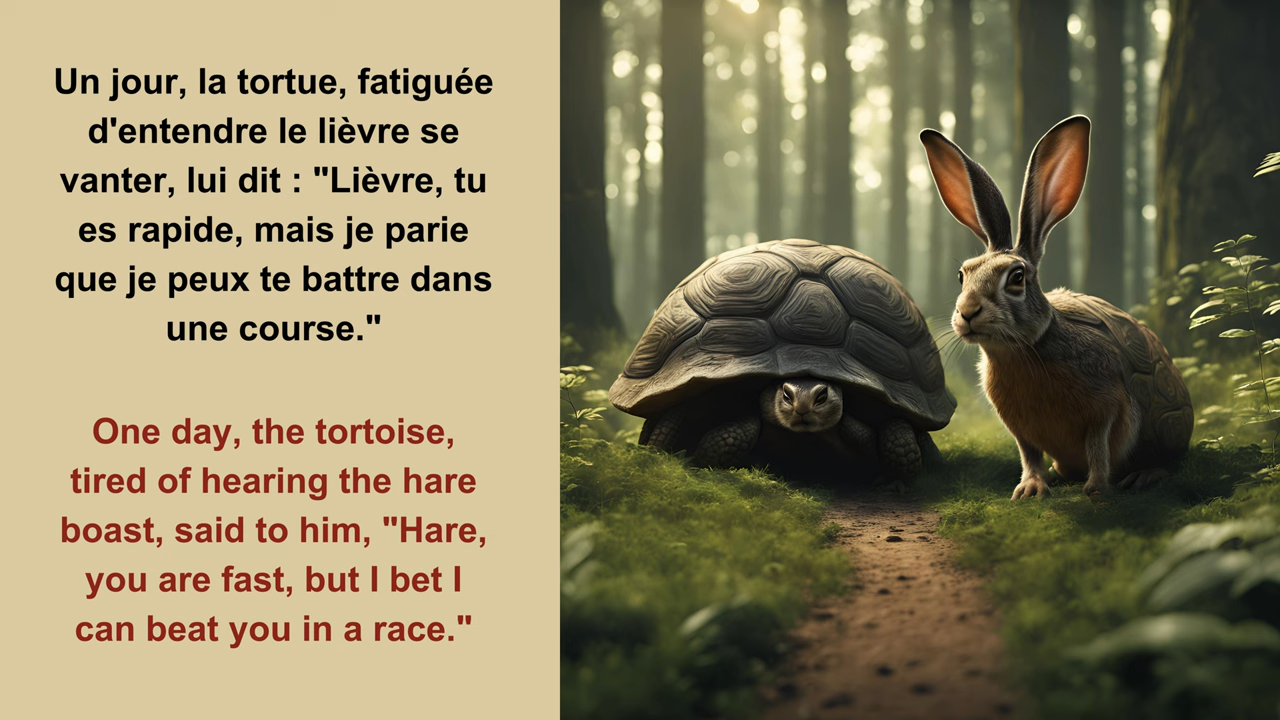 Un jour, la tortue, fatiguée
d'entendre le lièvre se
vanter, lui dit : "Lièvre, tu
es rapide, mais je parie
que je peux te battre dans
une course."
One day, the tortoise,
tired of hearing the hare
boast, said to him, "Hare,
you are fast, but I bet I
can beat you in a race."